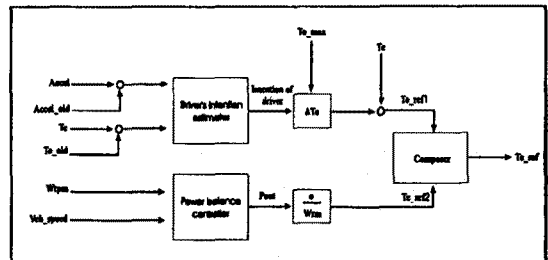 Te_max
Te
Accel
Accel_old
Te
Te_old
Driver's intention
estimator
Intention of
driver
ΔTe
Te_ref1
Composer
Te_ref
Wrpm
Veh_speed
Power balance
controller
Pout
Te_ref2